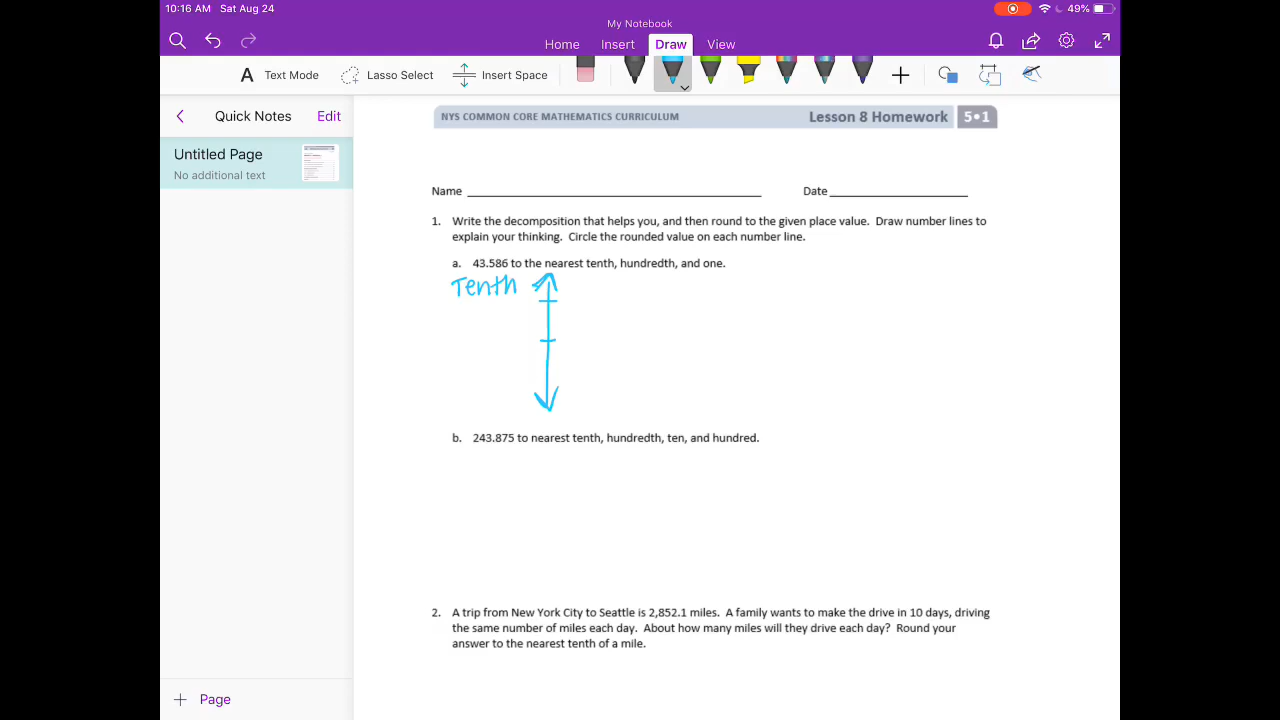 10:16 AM Sat Aug 24
49%
My Notebook
Home Insert Draw View
Text Mode Lasso Select Insert Space
Quick Notes Edit
Untitled Page
No additional text
NYS COMMON CORE MATHEMATICS CURRICULUM Lesson 8 Homework 5•1
Name Date
1. Write the decomposition that helps you, and then round to the given place value. Draw number lines to
explain your thinking. Circle the rounded value on each number line.
a. 43.586 to the nearest tenth, hundredth, and one.
Tenth
b. 243.875 to nearest tenth, hundredth, ten, and hundred.
2. A trip from New York City to Seattle is 2,852.1 miles. A family wants to make the drive in 10 days, driving
the same number of miles each day. About how many miles will they drive each day? Round your
answer to the nearest tenth of a mile.
+ Page